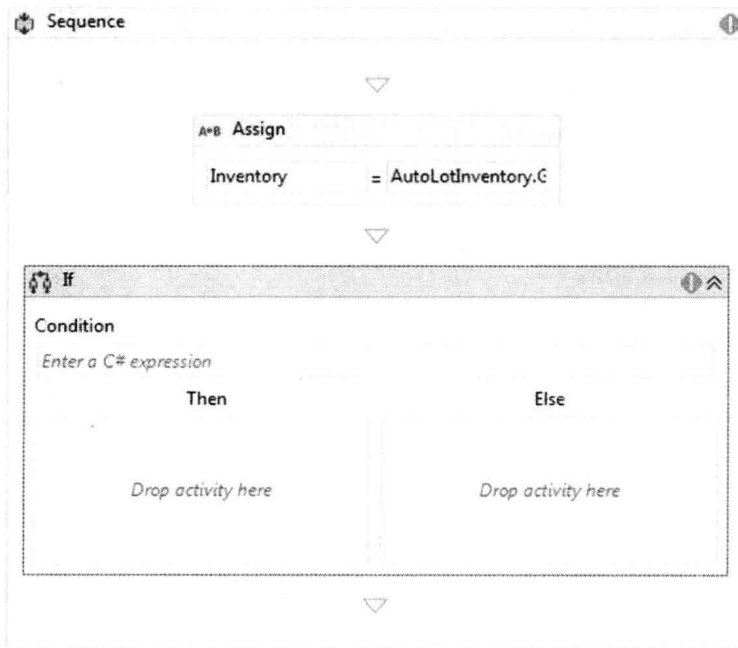 Sequence
A+B Assign
Inventory = AutoLotInventory.G
If
Condition
Enter a C# expression
Then Else
Drop activity here Drop activity here